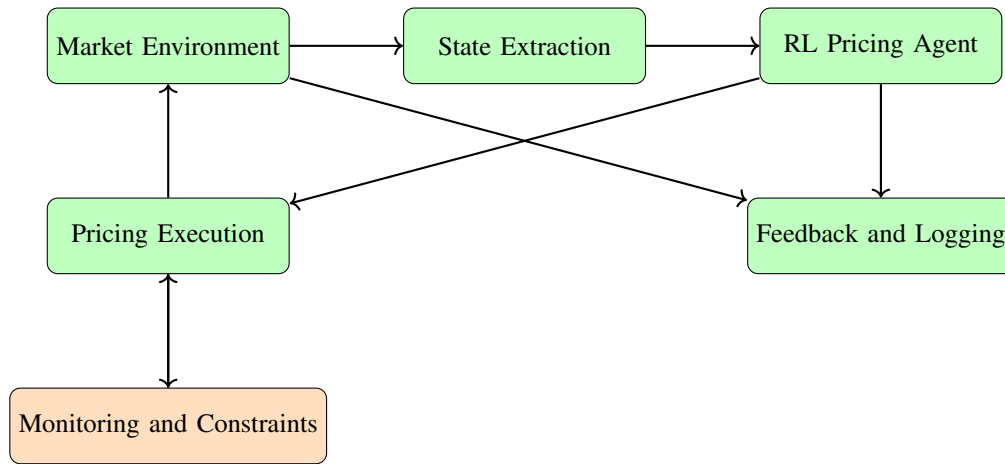 Market Environment
State Extraction
RL Pricing Agent
Pricing Execution
Feedback and Logging
Monitoring and Constraints